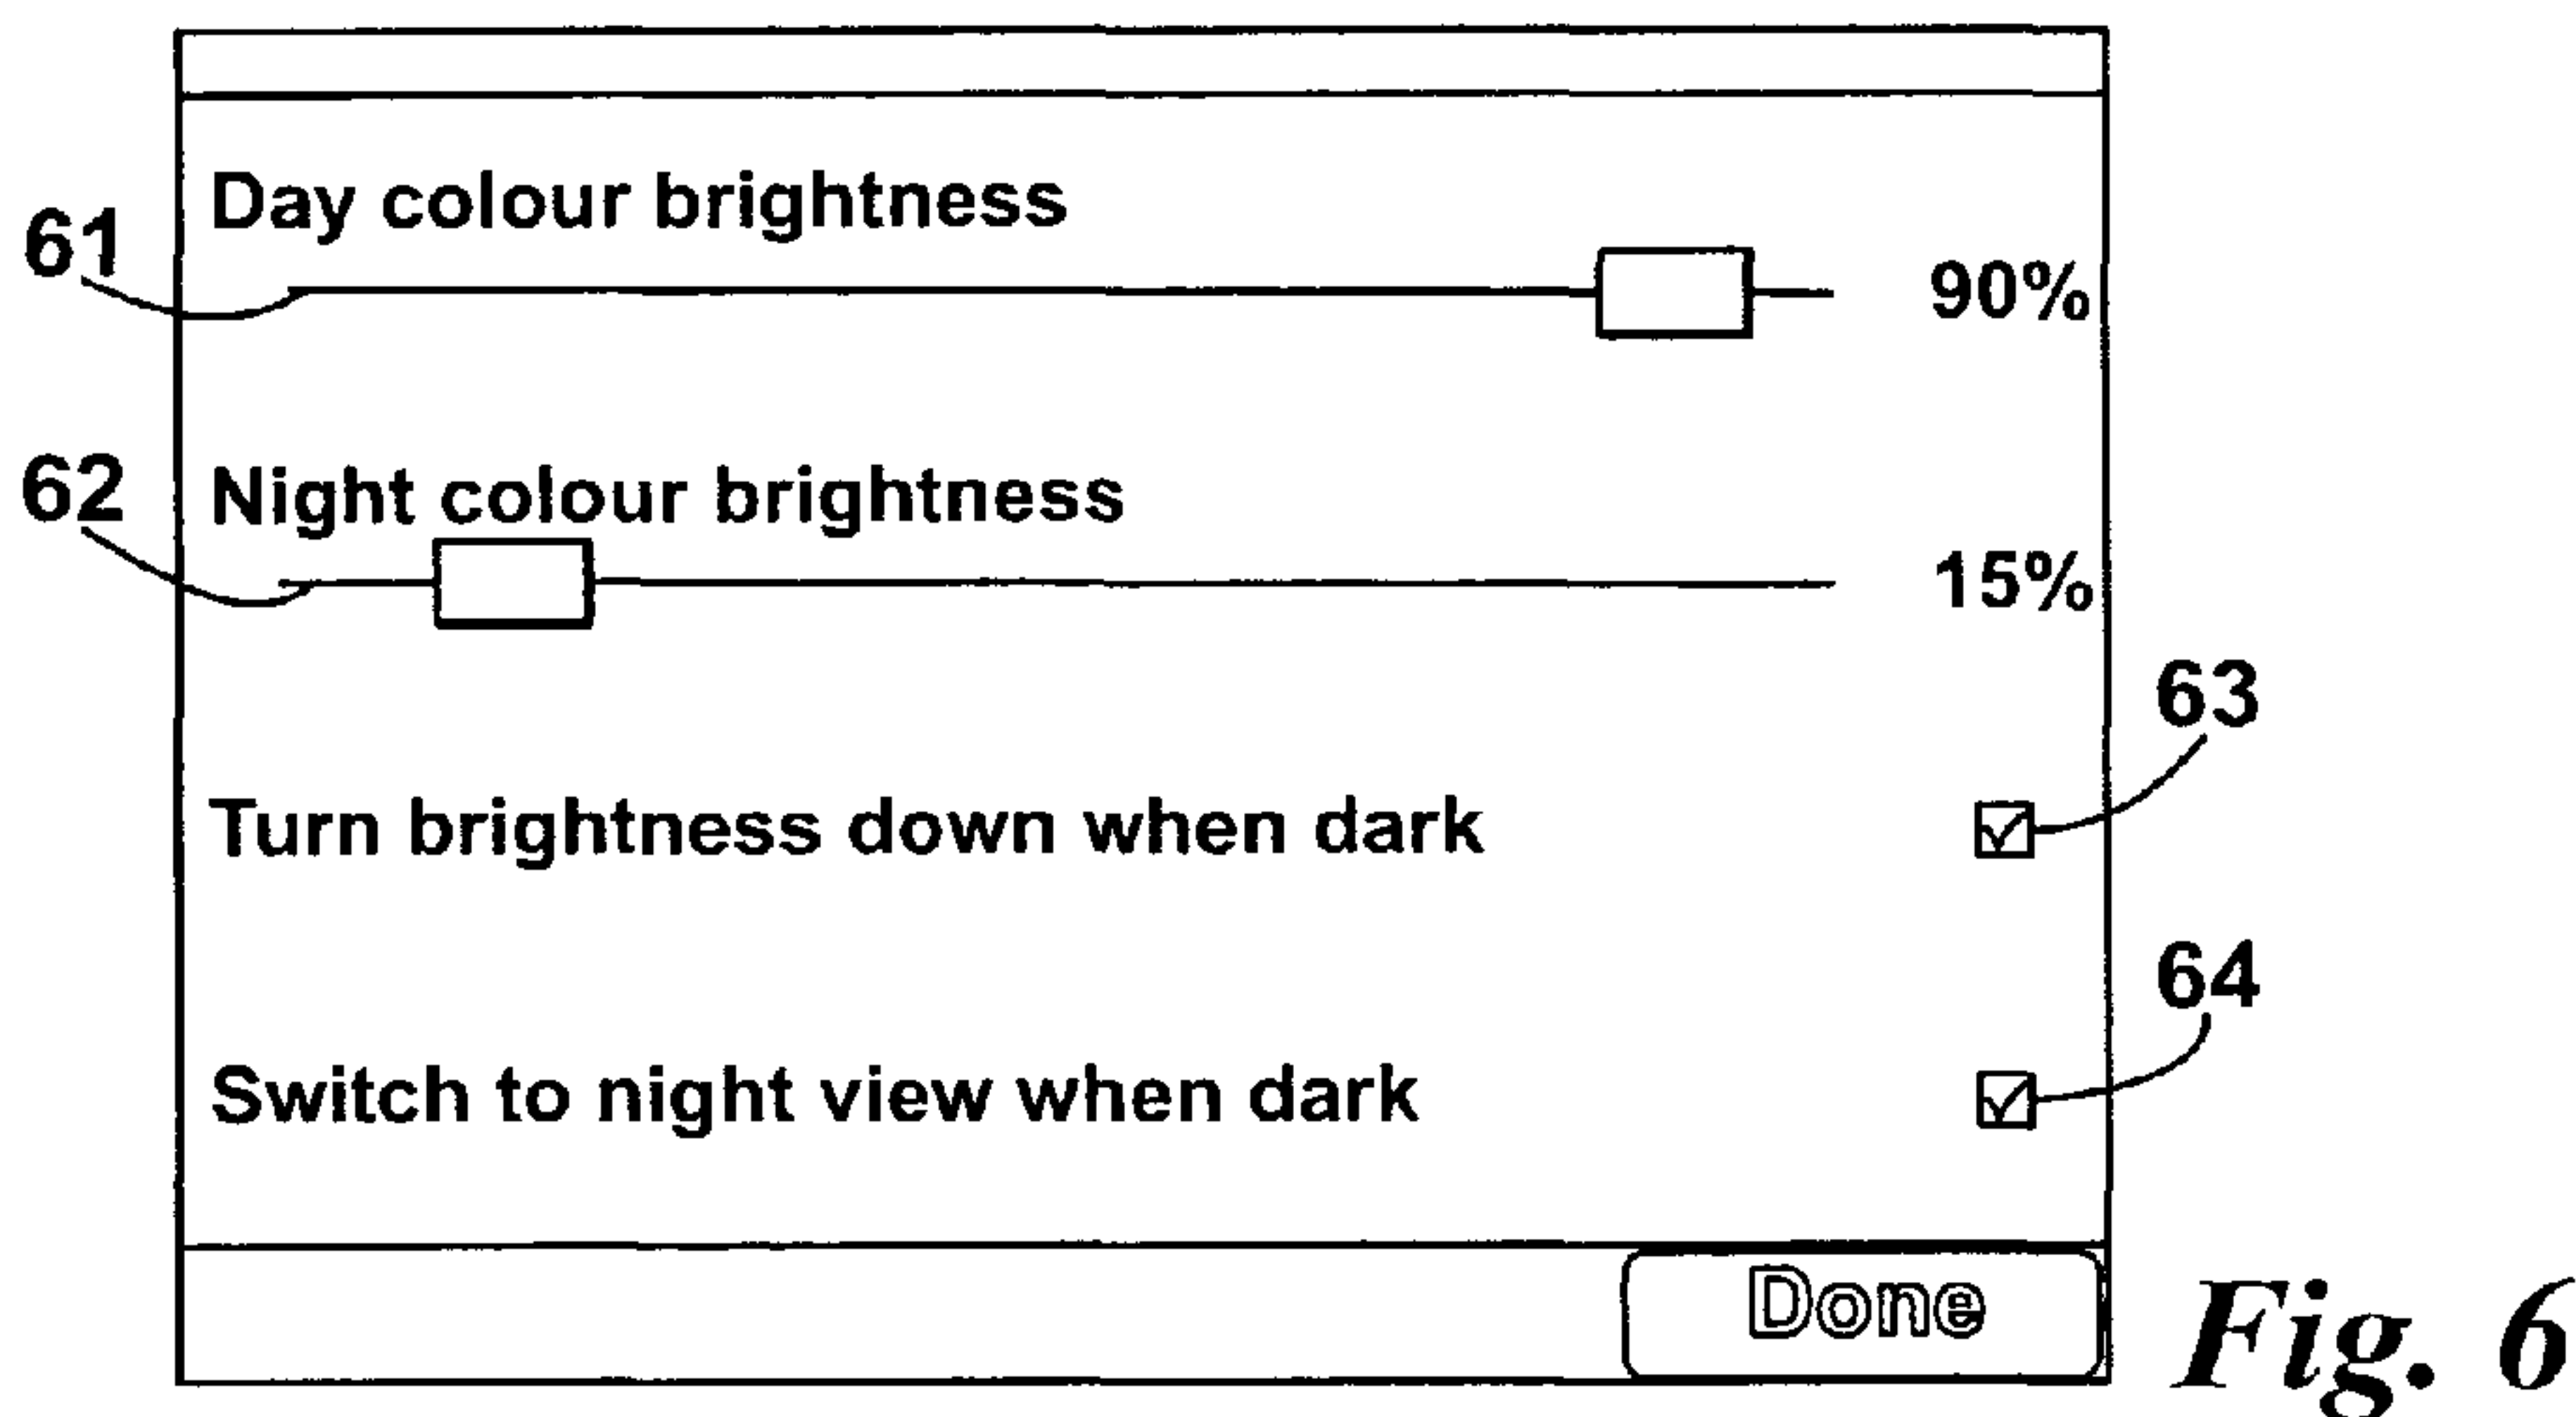 Day colour brightness
61
90%
62
Night colour brightness
15%
63
Turn brightness down when dark
64
Switch to night view when dark
Done
Fig. 6